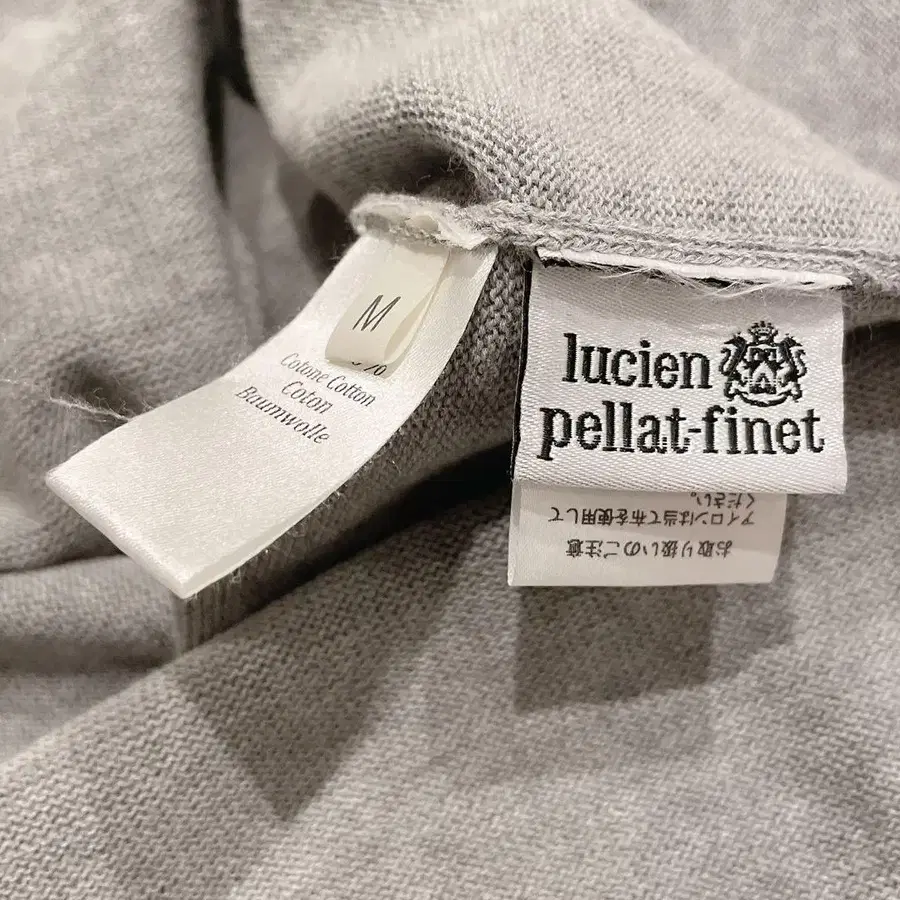 M
%
Cotone Cotton
Coton
Baumwolle
lucien
pellat-finet
お取り扱いのご注意
アイロンは当て布を使用して
ください。